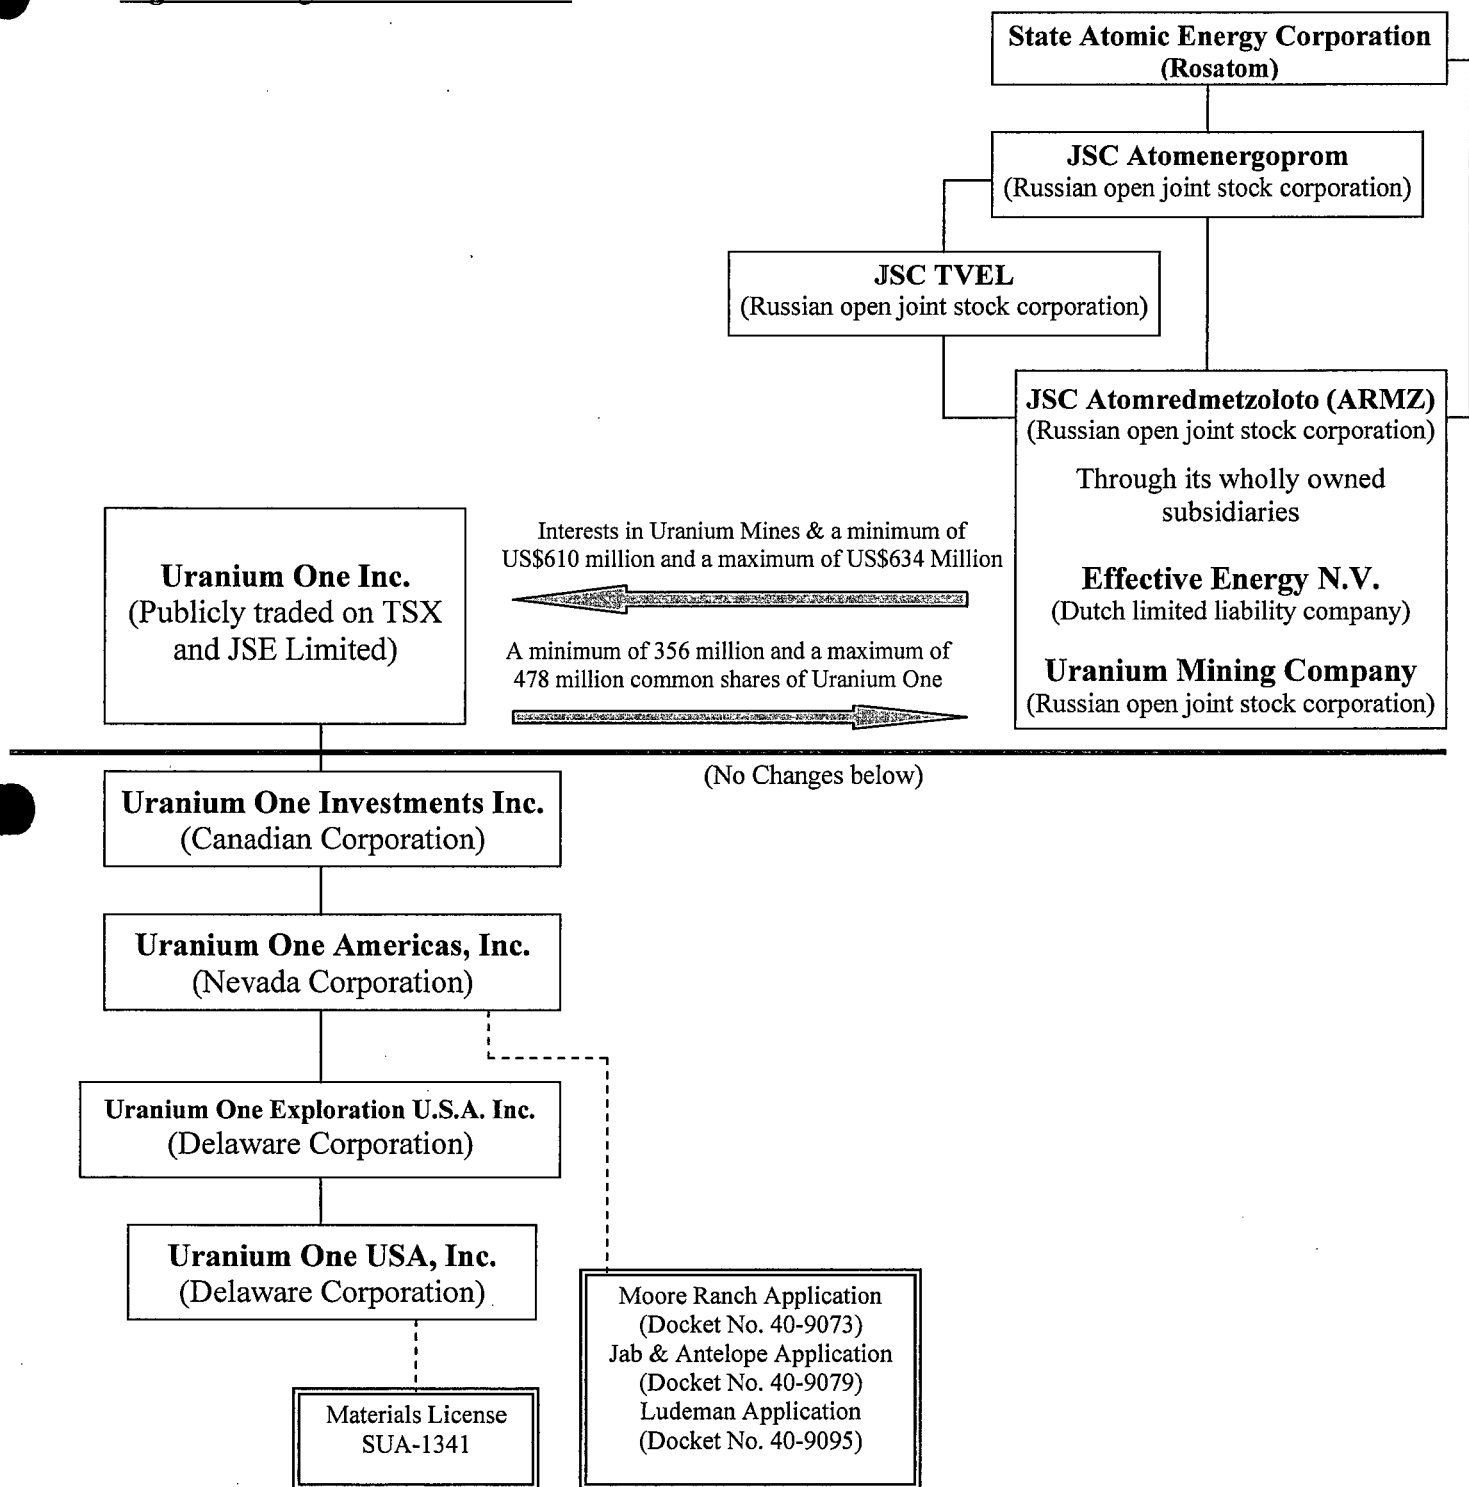 State Atomic Energy Corporation
(Rosatom)
JSC Atomenergoprom
(Russian open joint stock corporation)
JSC TVEL
(Russian open joint stock corporation)
JSC Atomredmetzoloto (ARMZ)
(Russian open joint stock corporation)
Through its wholly owned
subsidiaries
Effective Energy N.V.
(Dutch limited liability company)
Uranium Mining Company
(Russian open joint stock corporation)
Interests in Uranium Mines & a minimum of
US$610 million and a maximum of US$634 Million
A minimum of 356 million and a maximum of
478 million common shares of Uranium One
Uranium One Inc.
(Publicly traded on TSX
and JSE Limited)
(No Changes below)
Uranium One Investments Inc.
(Canadian Corporation)
Uranium One Americas, Inc.
(Nevada Corporation)
Uranium One Exploration U.S.A. Inc.
(Delaware Corporation)
Uranium One USA, Inc.
(Delaware Corporation)
Materials License
SUA-1341
Moore Ranch Application
(Docket No. 40-9073)
Jab & Antelope Application
(Docket No. 40-9079)
Ludeman Application
(Docket No. 40-9095)